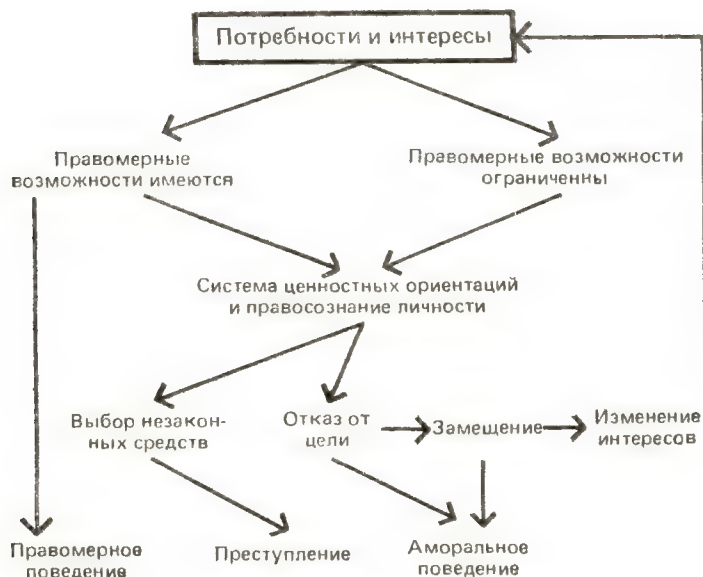 Потребности и интересы
Правомерные
возможности имеются
Правомерные возможности
ограниченны
Система ценностных ориентаций
и правосознание личности
Выбор незакон-
ных средств
Отказ от
цели
Замещение
Изменение
интересов
Правомерное
поведение
Преступление
Аморальное
поведение